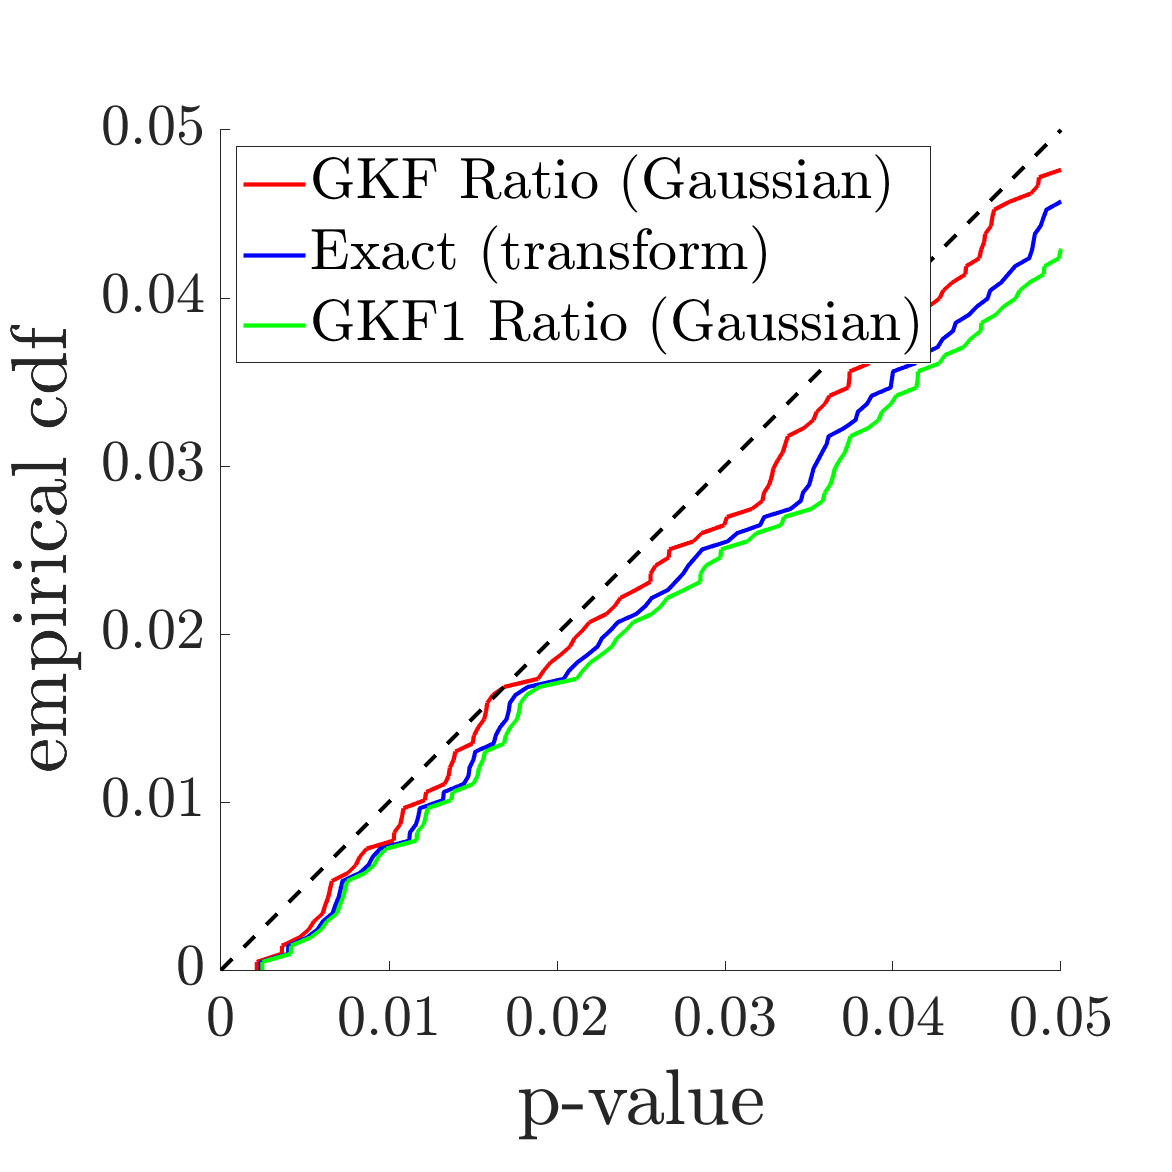 0.05
0.04
0.03
0.02
0.01
0
empirical cdf
GKF Ratio (Gaussian)
Exact (transform)
GKF1 Ratio (Gaussian)
0 0.01 0.02 0.03 0.04 0.05
p-value